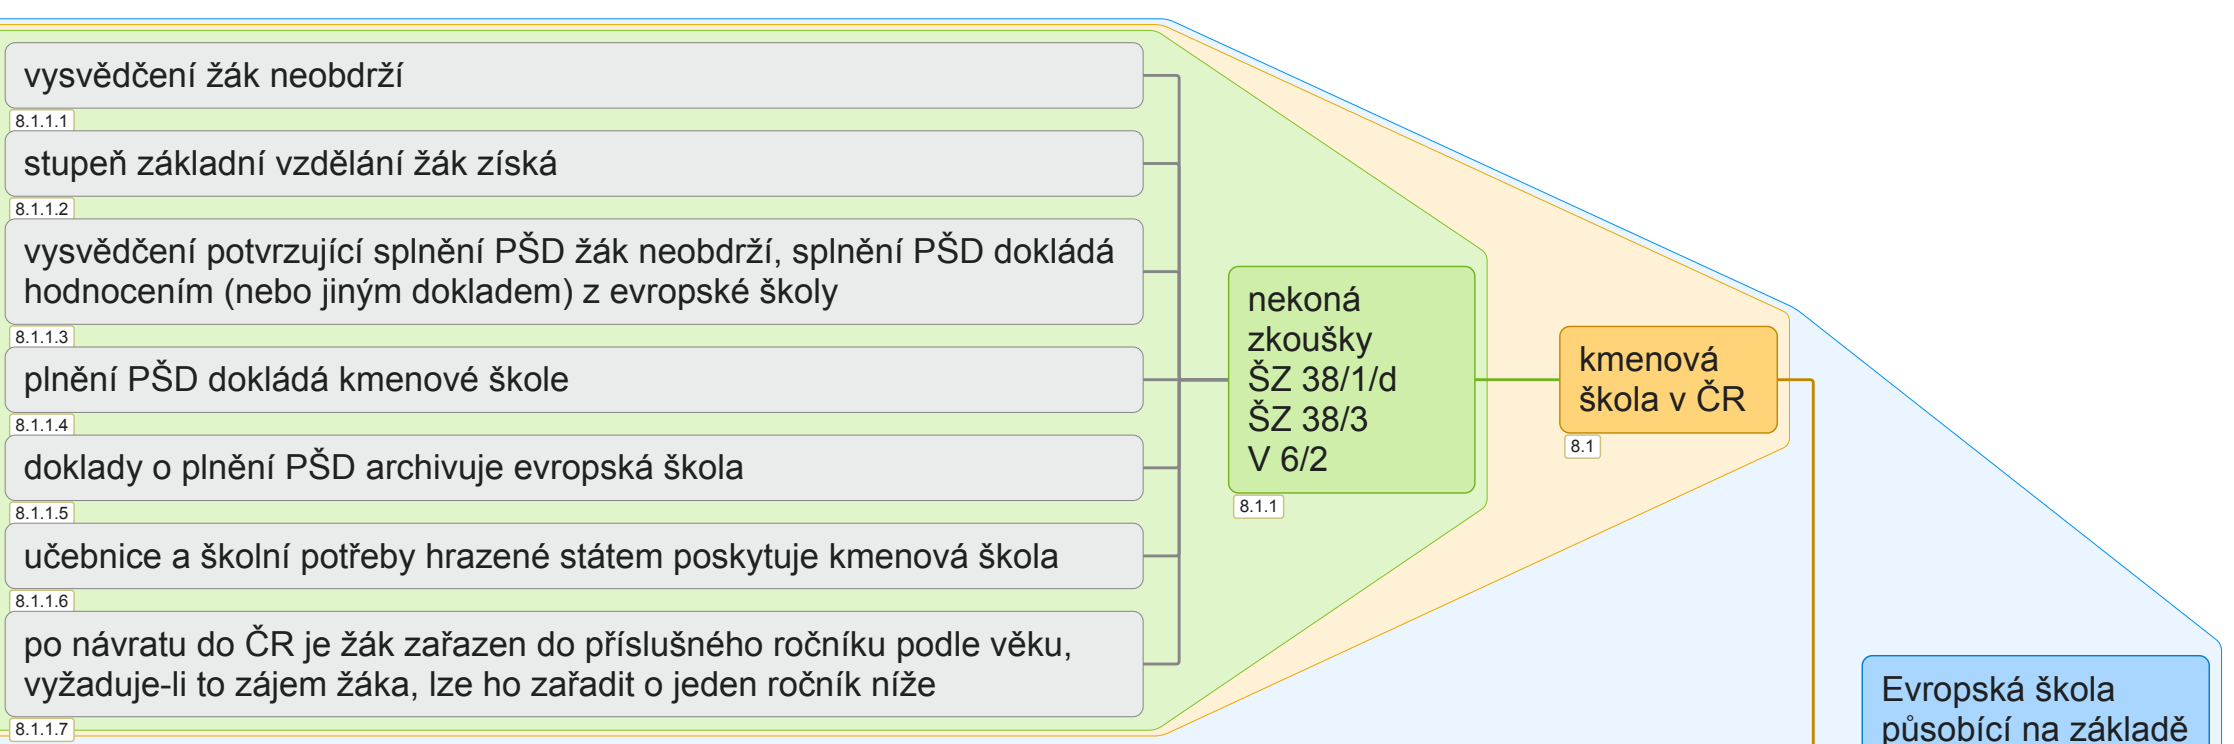 vysvědčení žák neobdrží
8.1.1.1
stupeň základní vzdělání žák získá
8.1.1.2
vysvědčení potvrzující splnění PŠD žák neobdrží, splnění PŠD dokládá
hodnocením (nebo jiným dokladem) z evropské školy
8.1.1.3
plnění PŠD dokládá kmenové škole
8.1.1.4
doklady o plnění PŠD archivuje evropská škola
8.1.1.5
učebnice a školní potřeby hrazené státem poskytuje kmenová škola
8.1.1.6
po návratu do ČR je žák zařazen do příslušného ročníku podle věku,
vyžaduje-li to zájem žáka, lze ho zařadit o jeden ročník níže
8.1.1.7
nekoná
zkoušky
ŠZ 38/1/d
ŠZ 38/3
V 6/2
8.1.1
kmenová
škola v ČR
8.1
Evropská škola
působící na základě